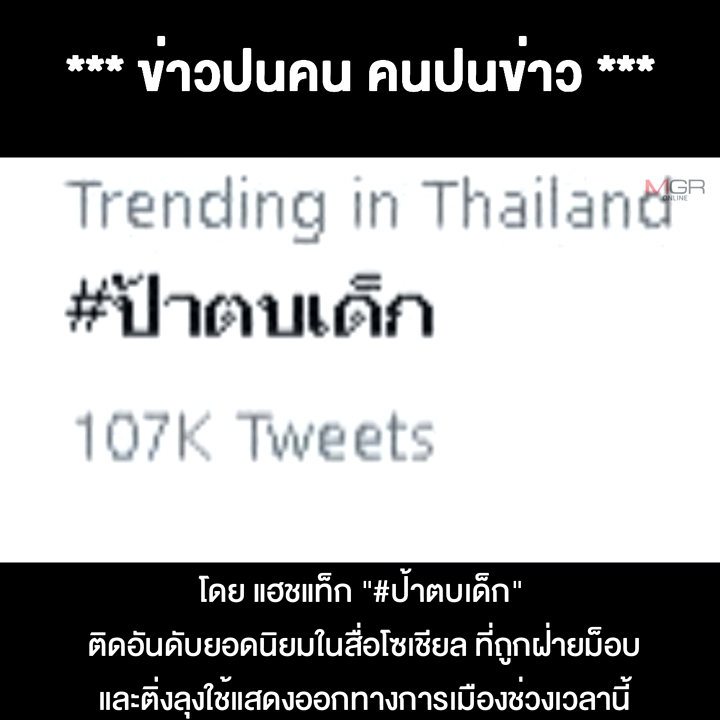 *** ข่าวปนคน คนปนข่าว ***
MGR
ONLINE
Trending in Thailand
#ป้าตบเด็ก
107K Tweets
โดย แฮชแท็ก "#ป้าตบเด็ก"
ติดอันดับยอดนิยมในสื่อโซเชียล ที่ถูกฝ่ายม็อบ
และติ่งลุงใช้แสดงออกทางการเมืองช่วงเวลานี้